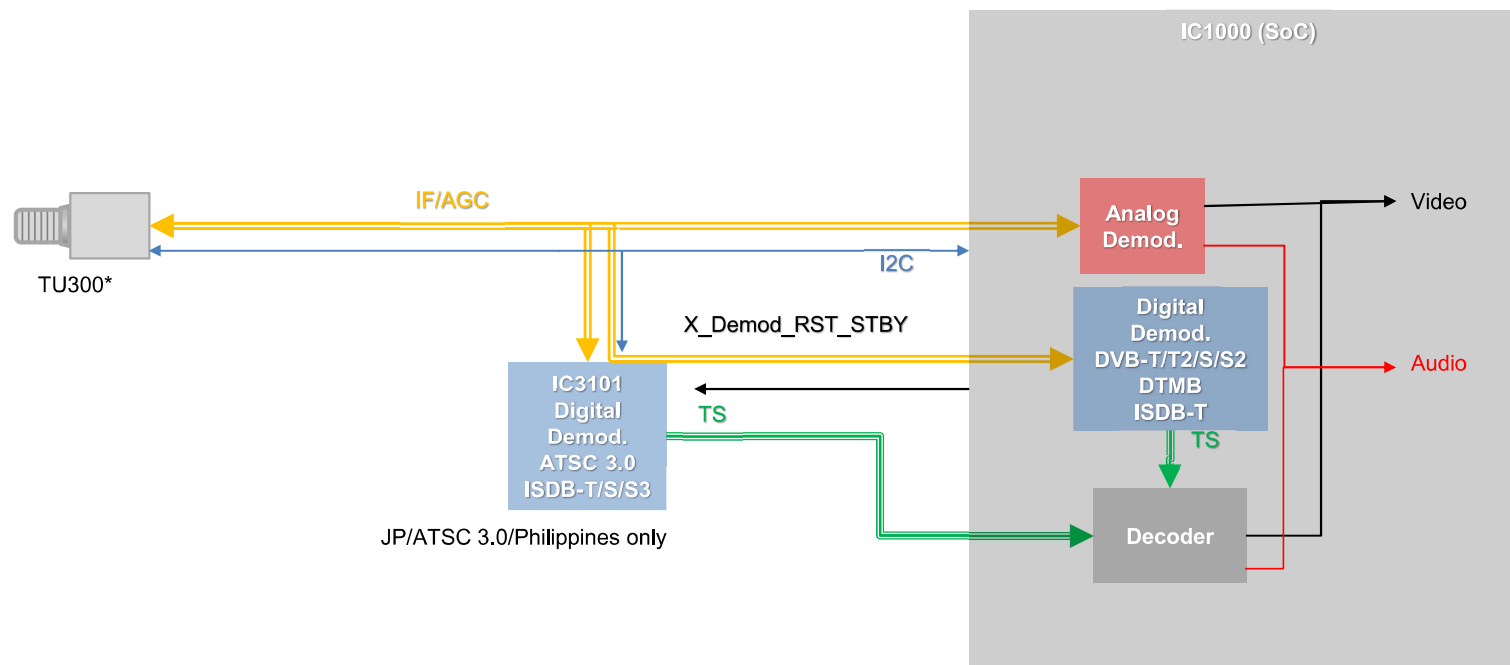 IC1000 (SoC)
IF/AGC
Analog
Demod.
Video
I2C
TU300*
Digital
Demod.
DVB-T/T2/S/S2
DTMB
ISDB-T
X_Demod_RST_STBY
Audio
IC3101
Digital
Demod.
ATSC 3.0
ISDB-T/S/S3
TS
TS
JP/ATSC 3.0/Philippines only
Decoder